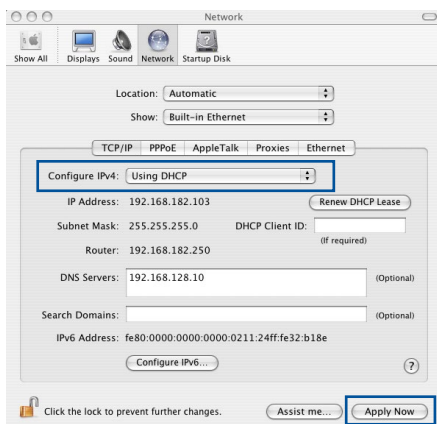 Network
Show All Displays Sound Network Startup Disk
Location: Automatic
Show: Built-in Ethernet
TCP/IP PPPoE AppleTalk Proxies Ethernet
Configure IPv4: Using DHCP
IP Address: 192.168.182.103 Renew DHCP Lease
Subnet Mask: 255.255.255.0 DHCP Client ID:
(If required)
Router: 192.168.182.250
DNS Servers: 192.168.128.10 (Optional)
Search Domains: (Optional)
IPv6 Address: fe80:0000:0000:0000:0211:24ff:fe32:b18e
Configure IPv6... ?
Click the lock to prevent further changes. Assist me... Apply Now